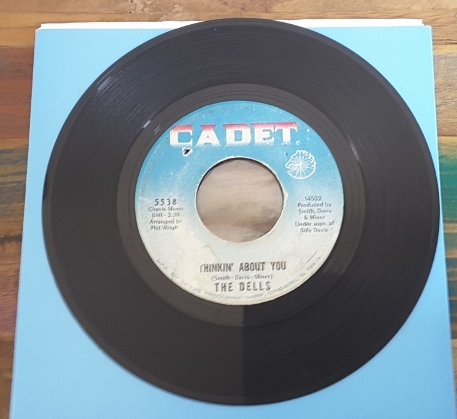 CADET
5538
Chevis Music
BMI - 2:39
Arranged by
Phil Wright
14502
Produced by
Smith, Davis
& Miner
Under supv. of
Billy Davis
THINKIN' ABOUT YOU
(Smith - Davis - Miner)
THE DELLS